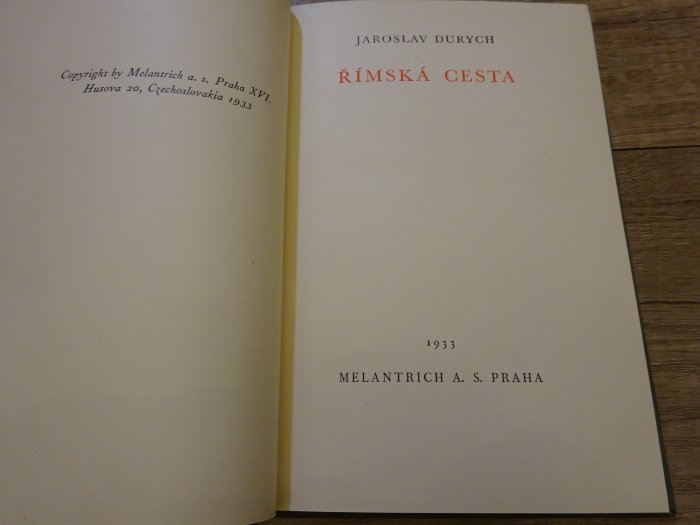 Copyright by Melantrich a. s. Praha XVI.
Husova 20, Czechoslovakia 1933
JAROSLAV DURYCH
ŘÍMSKÁ CESTA
1933
MELANTRICH A. S. PRAHA